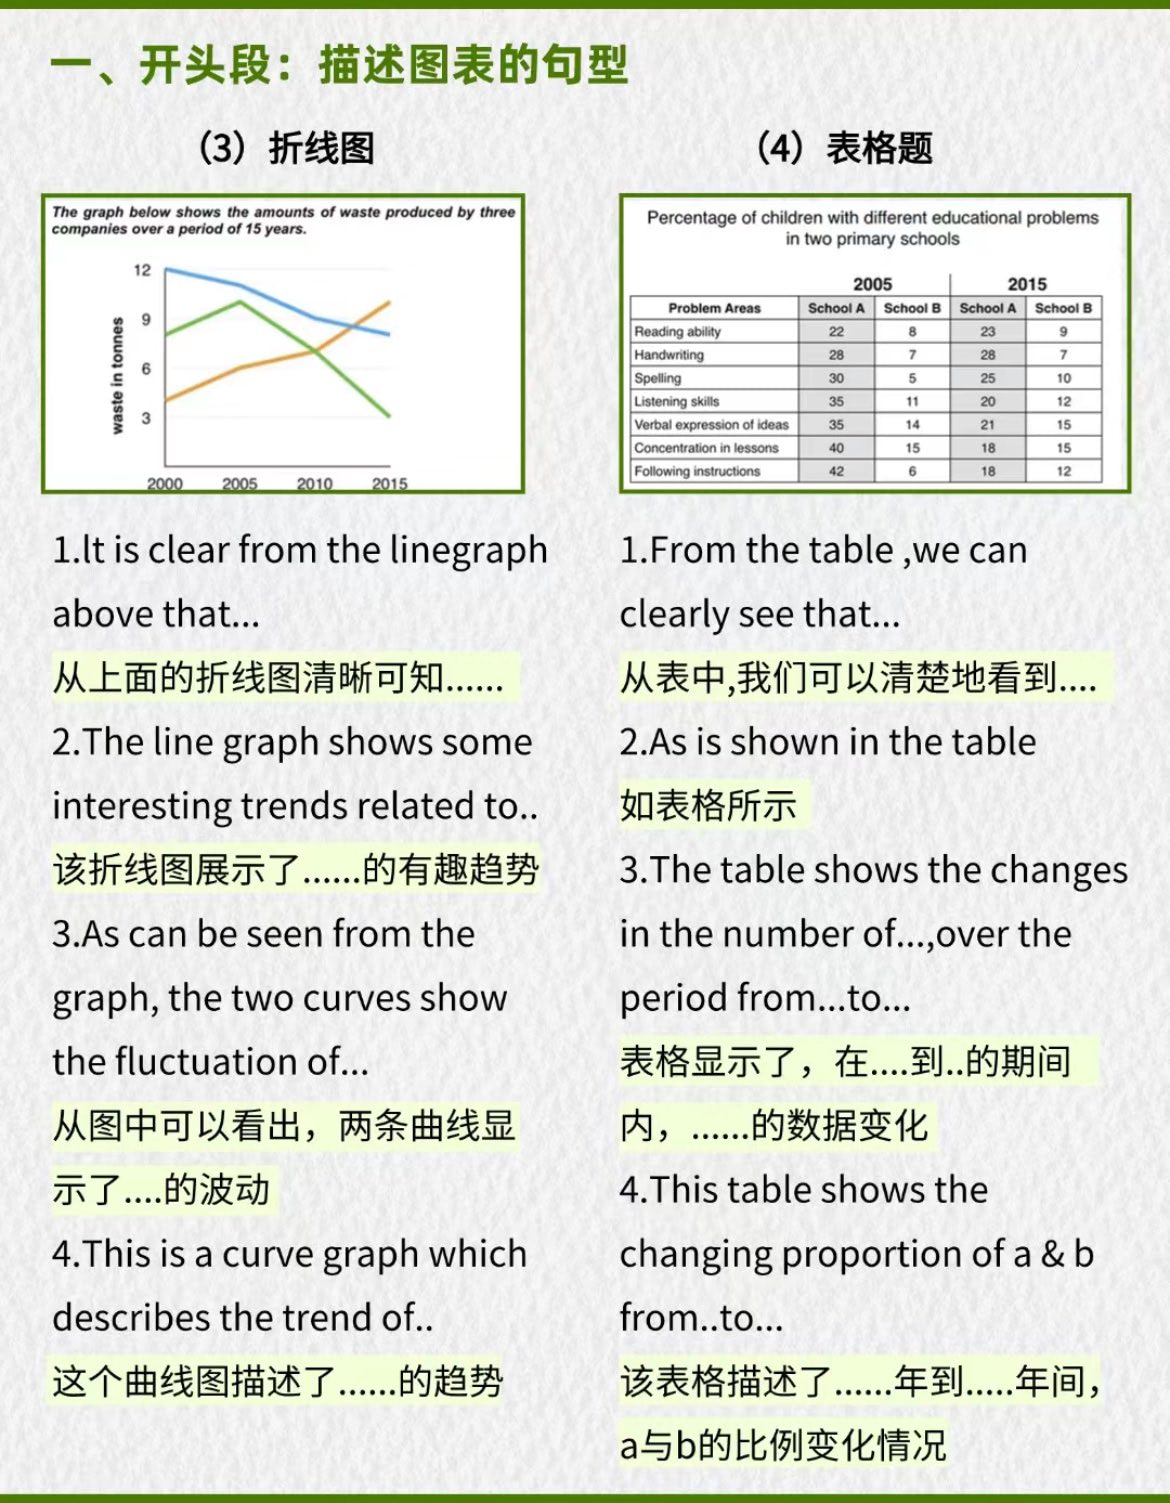 一、开头段：描述图表的句型
（3）折线图
The graph below shows the amounts of waste produced by three
companies over a period of 15 years.
waste in tonnes
12
9
6
3
2000 2005 2010 2015
1.lt is clear from the linegraph
above that...
从上面的折线图清晰可知......
2.The line graph shows some
interesting trends related to..
该折线图展示了......的有趣趋势
3.As can be seen from the
graph, the two curves show
the fluctuation of...
从图中可以看出，两条曲线显
示了....的波动
4.This is a curve graph which
describes the trend of..
这个曲线图描述了......的趋势
（4）表格题
Percentage of children with different educational problems
in two primary schools
2005 2015
Problem Areas School A School B School A School B
Reading ability 22 8 23 9
Handwriting 28 7 28 7
Spelling 30 5 25 10
Listening skills 35 11 20 12
Verbal expression of ideas 35 14 21 15
Concentration in lessons 40 15 18 15
Following instructions 42 6 18 12
1.From the table ,we can
clearly see that...
从表中,我们可以清楚地看到....
2.As is shown in the table
如表格所示
3.The table shows the changes
in the number of...,over the
period from...to...
表格显示了，在....到..的期间
内，......的数据变化
4.This table shows the
changing proportion of a & b
from..to...
该表格描述了......年到.....年间，
a与b的比例变化情况